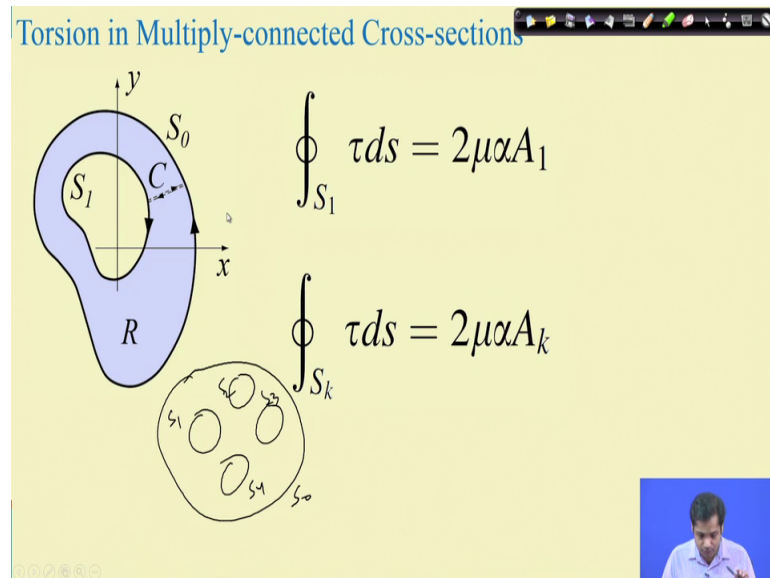 Torsion in Multiply-connected Cross-sections
y
S₀
C
S₁
x
R
∮S₁ τds = 2μαA₁
∮Sₖ τds = 2μαAₖ
S2
S3
S1
S4
S0